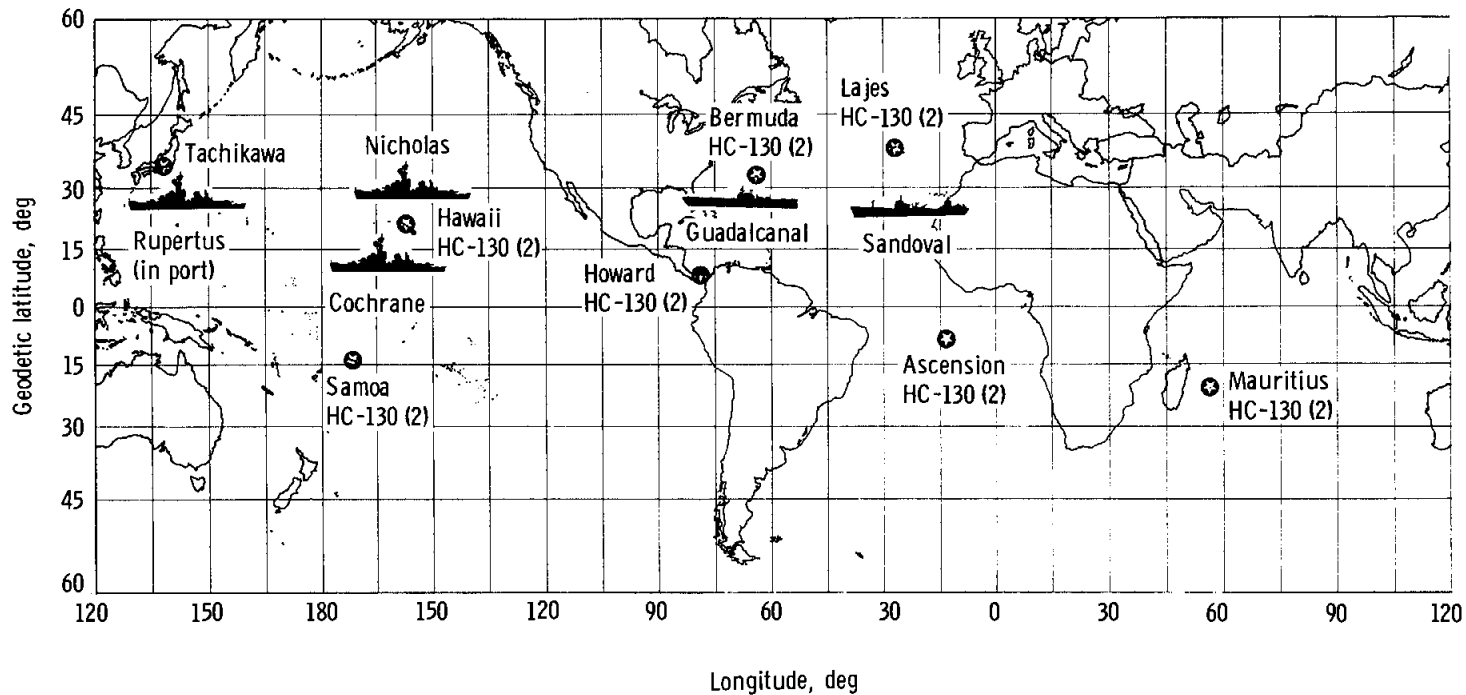 60
45
30
15
0
15
30
45
60
Geodetic latitude, deg
120
150
180
150
120
90
60
30
0
30
60
90
120
Longitude, deg
Tachikawa
Rupertus
(in port)
Nicholas
Hawaii
HC-130 (2)
Cochrane
Samoa
HC-130 (2)
Howard
HC-130 (2)
Bermuda
HC-130 (2)
Guadalcanal
Lajes
HC-130 (2)
Sandoval
Ascension
HC-130 (2)
Mauritius
HC-130 (2)